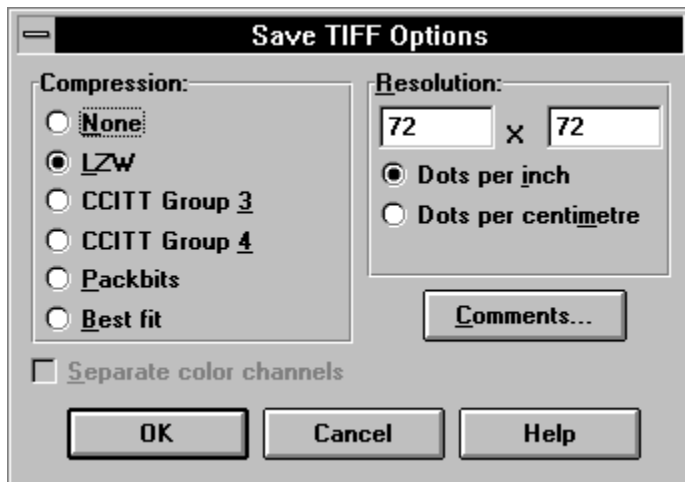 Save TIFF Options
Compression:
None
LZW
CCITT Group 3
CCITT Group 4
Packbits
Best fit
Resolution:
72 x 72
Dots per inch
Dots per centimetre
Comments...
Separate color channels
OK Cancel Help